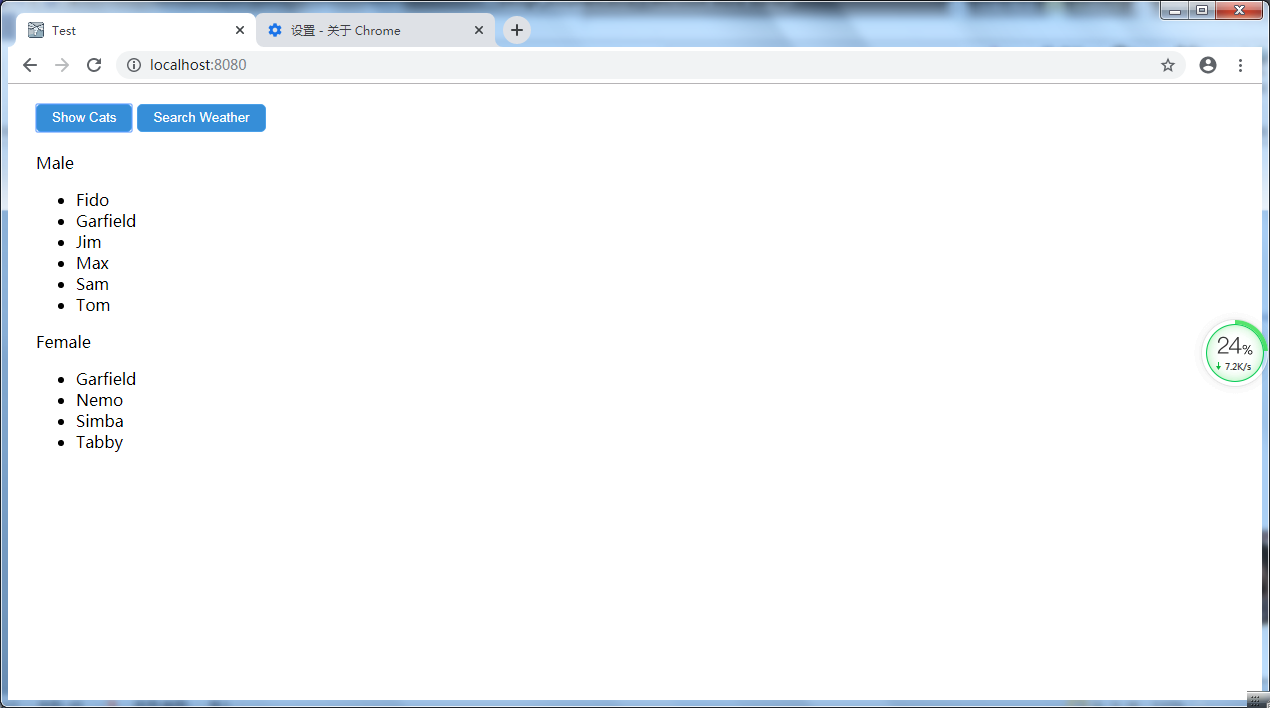 Test
设置 - 关于 Chrome
localhost:8080
Show Cats Search Weather
Male
Fido
Garfield
Jim
Max
Sam
Tom
Female
Garfield
Nemo
Simba
Tabby
24%
7.2K/s